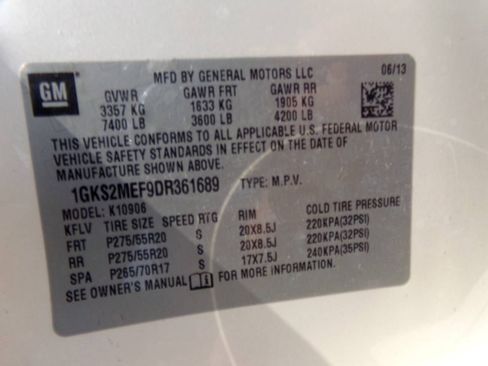 MFD BY GENERAL MOTORS LLC 06/13
GM
GVWR GAWR FRT GAWR RR
3357 KG 1633 KG 1905 KG
7400 LB 3600 LB 4200 LB
THIS VEHICLE CONFORMS TO ALL APPLICABLE U.S. FEDERAL MOTOR
VEHICLE SAFETY STANDARDS IN EFFECT ON THE DATE OF
MANUFACTURE SHOWN ABOVE.
1GKS2MEF9DR361689 TYPE: M.P.V.
MODEL: K10906
KFLV TIRE SIZE SPEED RTG RIM COLD TIRE PRESSURE
FRT P275/55R20 S 20X8.5J 220KPA(32PSI)
RR P275/55R20 S 20X8.5J 220KPA(32PSI)
SPA P265/70R17 S 17X7.5J 240KPA(35PSI)
SEE OWNER'S MANUAL FOR MORE INFORMATION.